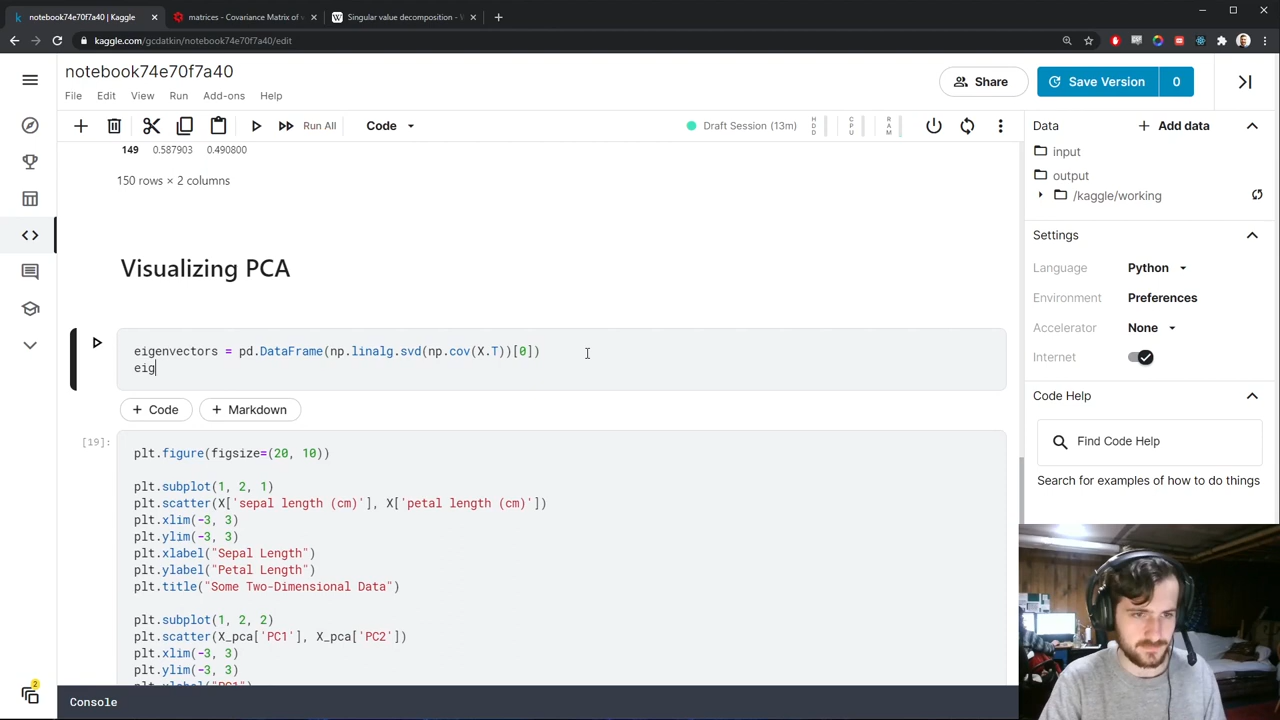 notebook74e70f7a40 | Kaggle
matrices - Covariance Matrix of v
Singular value decomposition -
kaggle.com/gcdatkin/notebook74e70f7a40/edit
notebook74e70f7a40
Share
Save Version
0
File Edit View Run Add-ons Help
Run All
Code
Draft Session (13m)
HDD
CPU
RAM
149 0.587903 0.490800
150 rows × 2 columns
Visualizing PCA
eigenvectors = pd.DataFrame(np.linalg.svd(np.cov(X.T))[0])
eig
+ Code
+ Markdown
[19]:
plt.figure(figsize=(20, 10))
plt.subplot(1, 2, 1)
plt.scatter(X['sepal length (cm)'], X['petal length (cm)'])
plt.xlim(-3, 3)
plt.ylim(-3, 3)
plt.xlabel("Sepal Length")
plt.ylabel("Petal Length")
plt.title("Some Two-Dimensional Data")
plt.subplot(1, 2, 2)
plt.scatter(X_pca['PC1'], X_pca['PC2'])
plt.xlim(-3, 3)
plt.ylim(-3, 3)
plt.xlabel("PC1")
Console
2
Data
+ Add data
input
output
/kaggle/working
Settings
Language Python
Environment Preferences
Accelerator None
Internet
Code Help
Find Code Help
Search for examples of how to do things